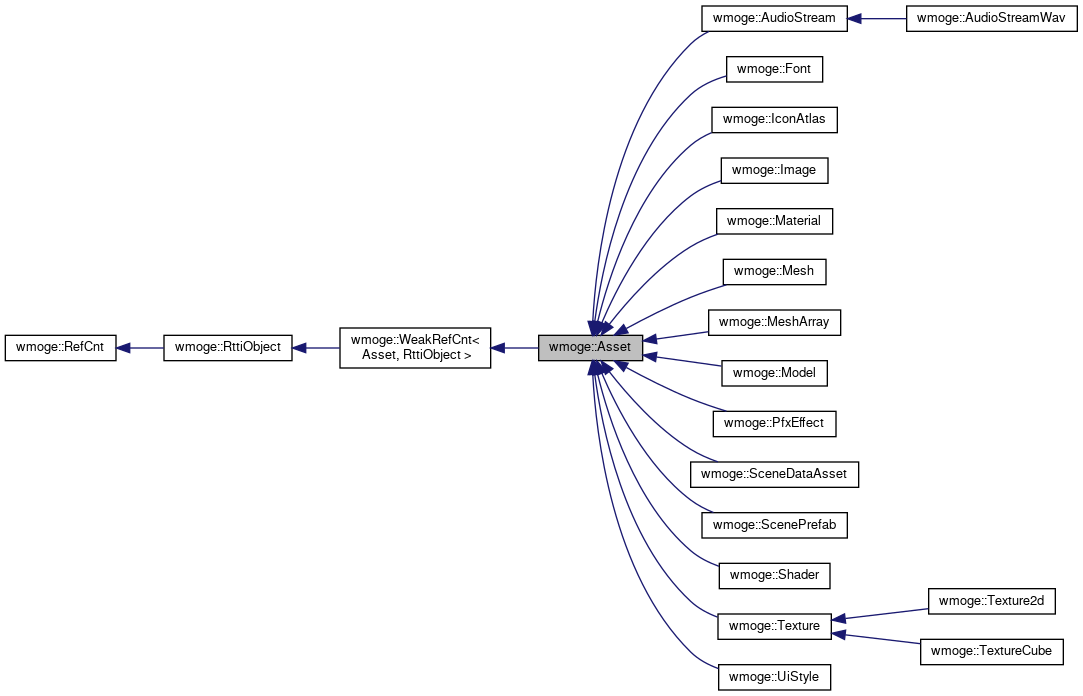 wmoge::RefCnt
wmoge::RttiObject
wmoge::WeakRefCnt<
Asset, RttiObject >
wmoge::Asset
wmoge::AudioStream
wmoge::AudioStreamWav
wmoge::Font
wmoge::IconAtlas
wmoge::Image
wmoge::Material
wmoge::Mesh
wmoge::MeshArray
wmoge::Model
wmoge::PfxEffect
wmoge::SceneDataAsset
wmoge::ScenePrefab
wmoge::Shader
wmoge::Texture
wmoge::Texture2d
wmoge::TextureCube
wmoge::UiStyle